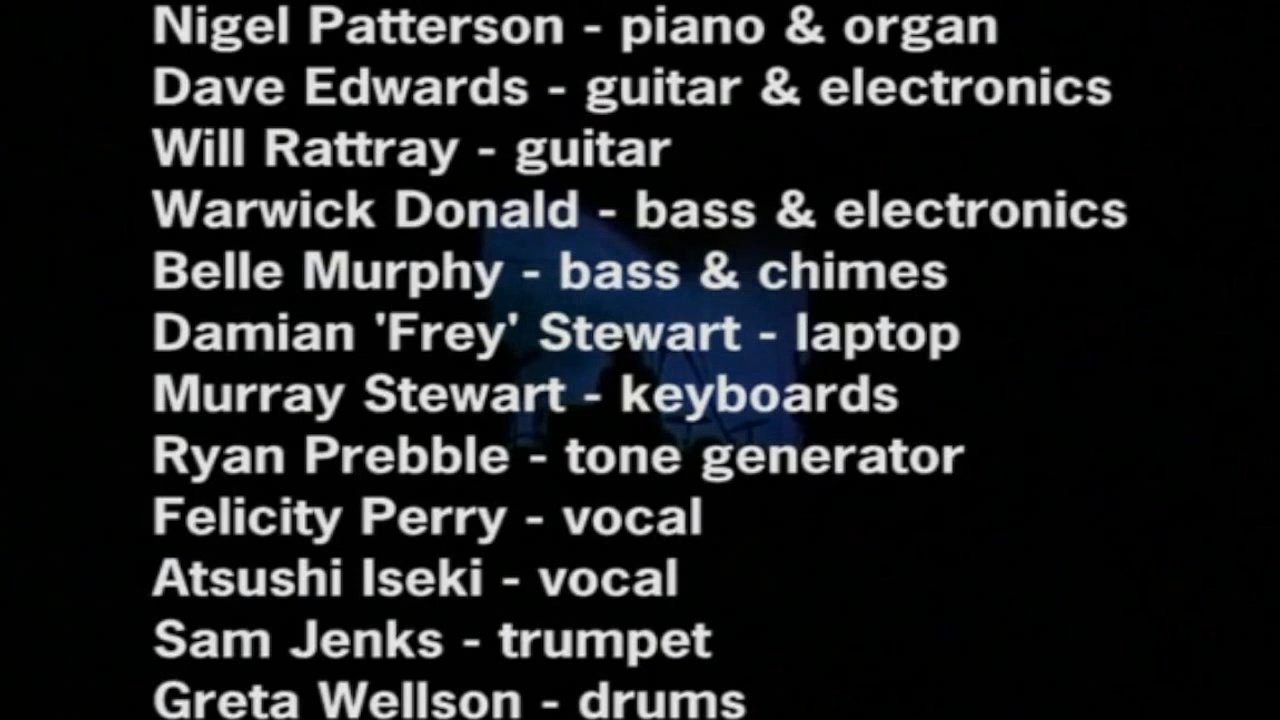 Nigel Patterson - piano & organ
Dave Edwards - guitar & electronics
Will Rattray - guitar
Warwick Donald - bass & electronics
Belle Murphy - bass & chimes
Damian 'Frey' Stewart - laptop
Murray Stewart - keyboards
Ryan Prebble - tone generator
Felicity Perry - vocal
Atsushi Iseki - vocal
Sam Jenks - trumpet
Greta Wellson - drums